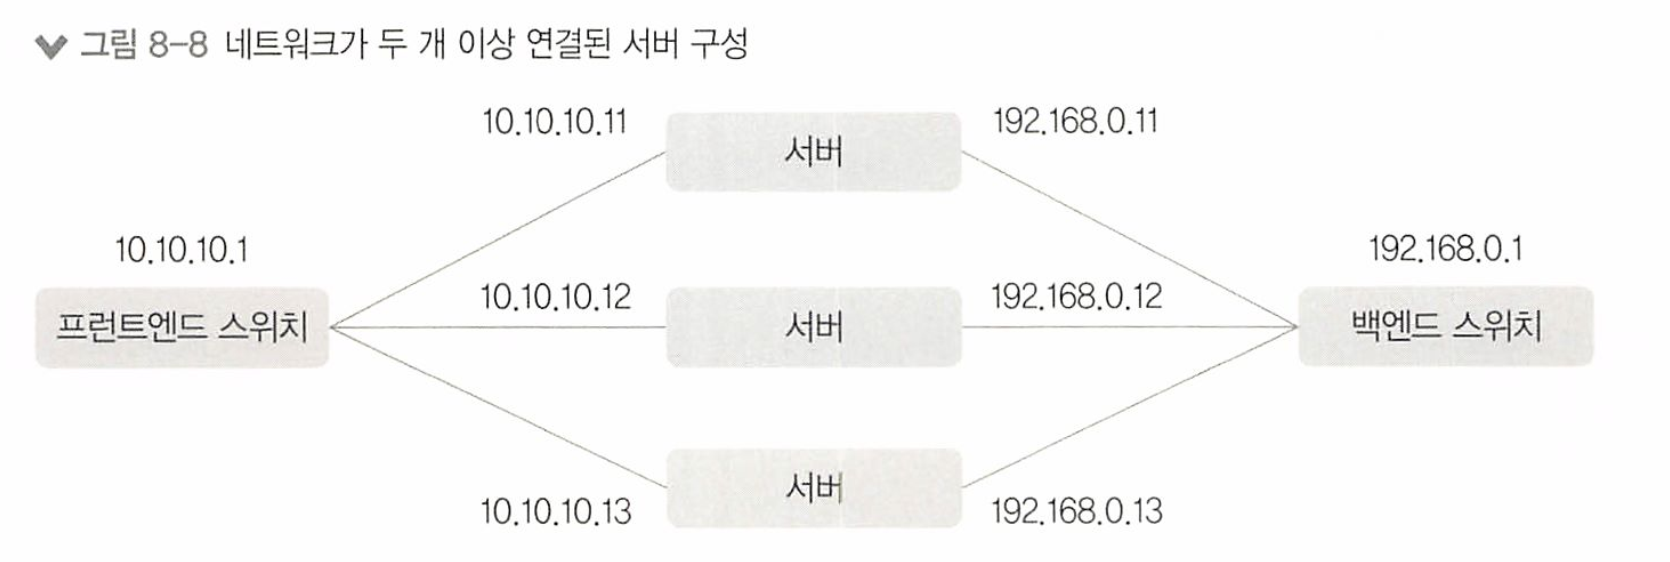 그림 8-8 네트워크가 두 개 이상 연결된 서버 구성
10.10.10.11
서버
192.168.0.11
10.10.10.1
192.168.0.1
프런트엔드 스위치
10.10.10.12
서버
192.168.0.12
백엔드 스위치
10.10.10.13
서버
192.168.0.13